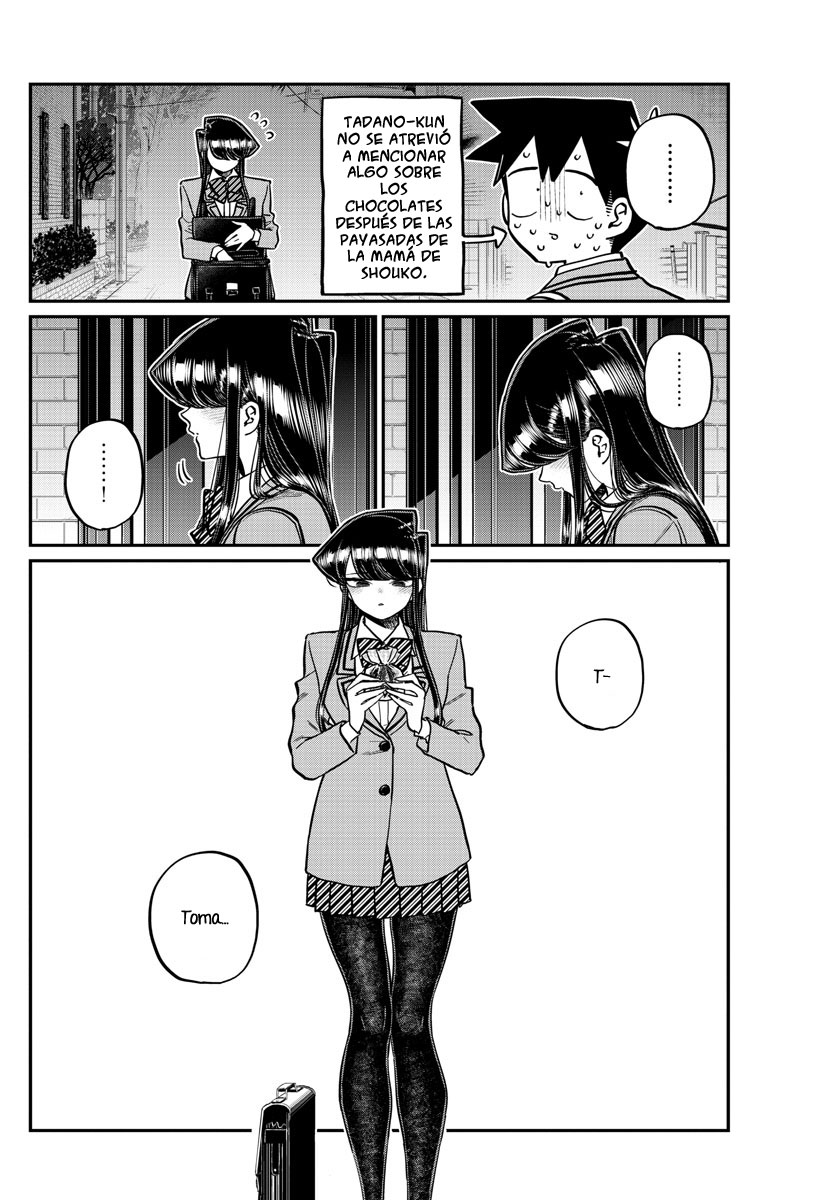 .........
TADANO-KUN
NO SE ATREVIÓ
A MENCIONAR
ALGO SOBRE
LOS
CHOCOLATES
DESPUÉS DE LAS
PAYASADAS DE
LA MAMÁ DE
SHOUKO.
.........
......!
T-
Toma...